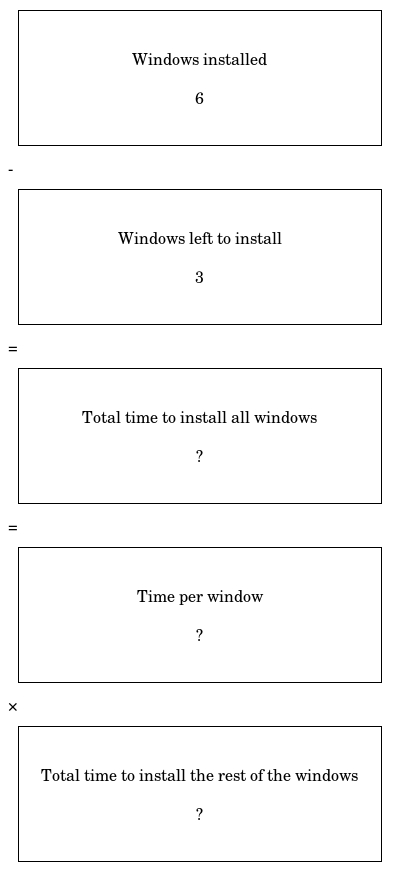 Windows installed
6
-
Windows left to install
3
=
Total time to install all windows
?
=
Time per window
?
×
Total time to install the rest of the windows
?